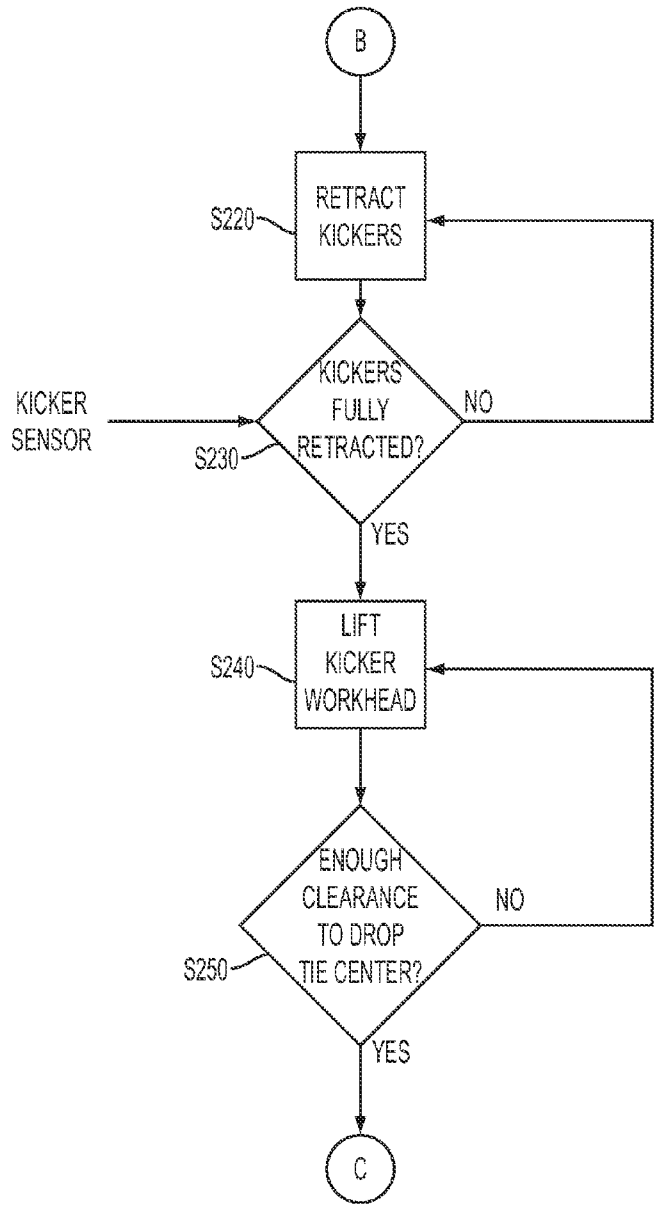 B
RETRACT
KICKERS
S220
KICKERS
FULLY
RETRACTED?
NO
KICKER
SENSOR
S230
YES
LIFT
KICKER
WORKHEAD
S240
ENOUGH
CLEARANCE
TO DROP
TIE CENTER?
NO
S250
YES
C